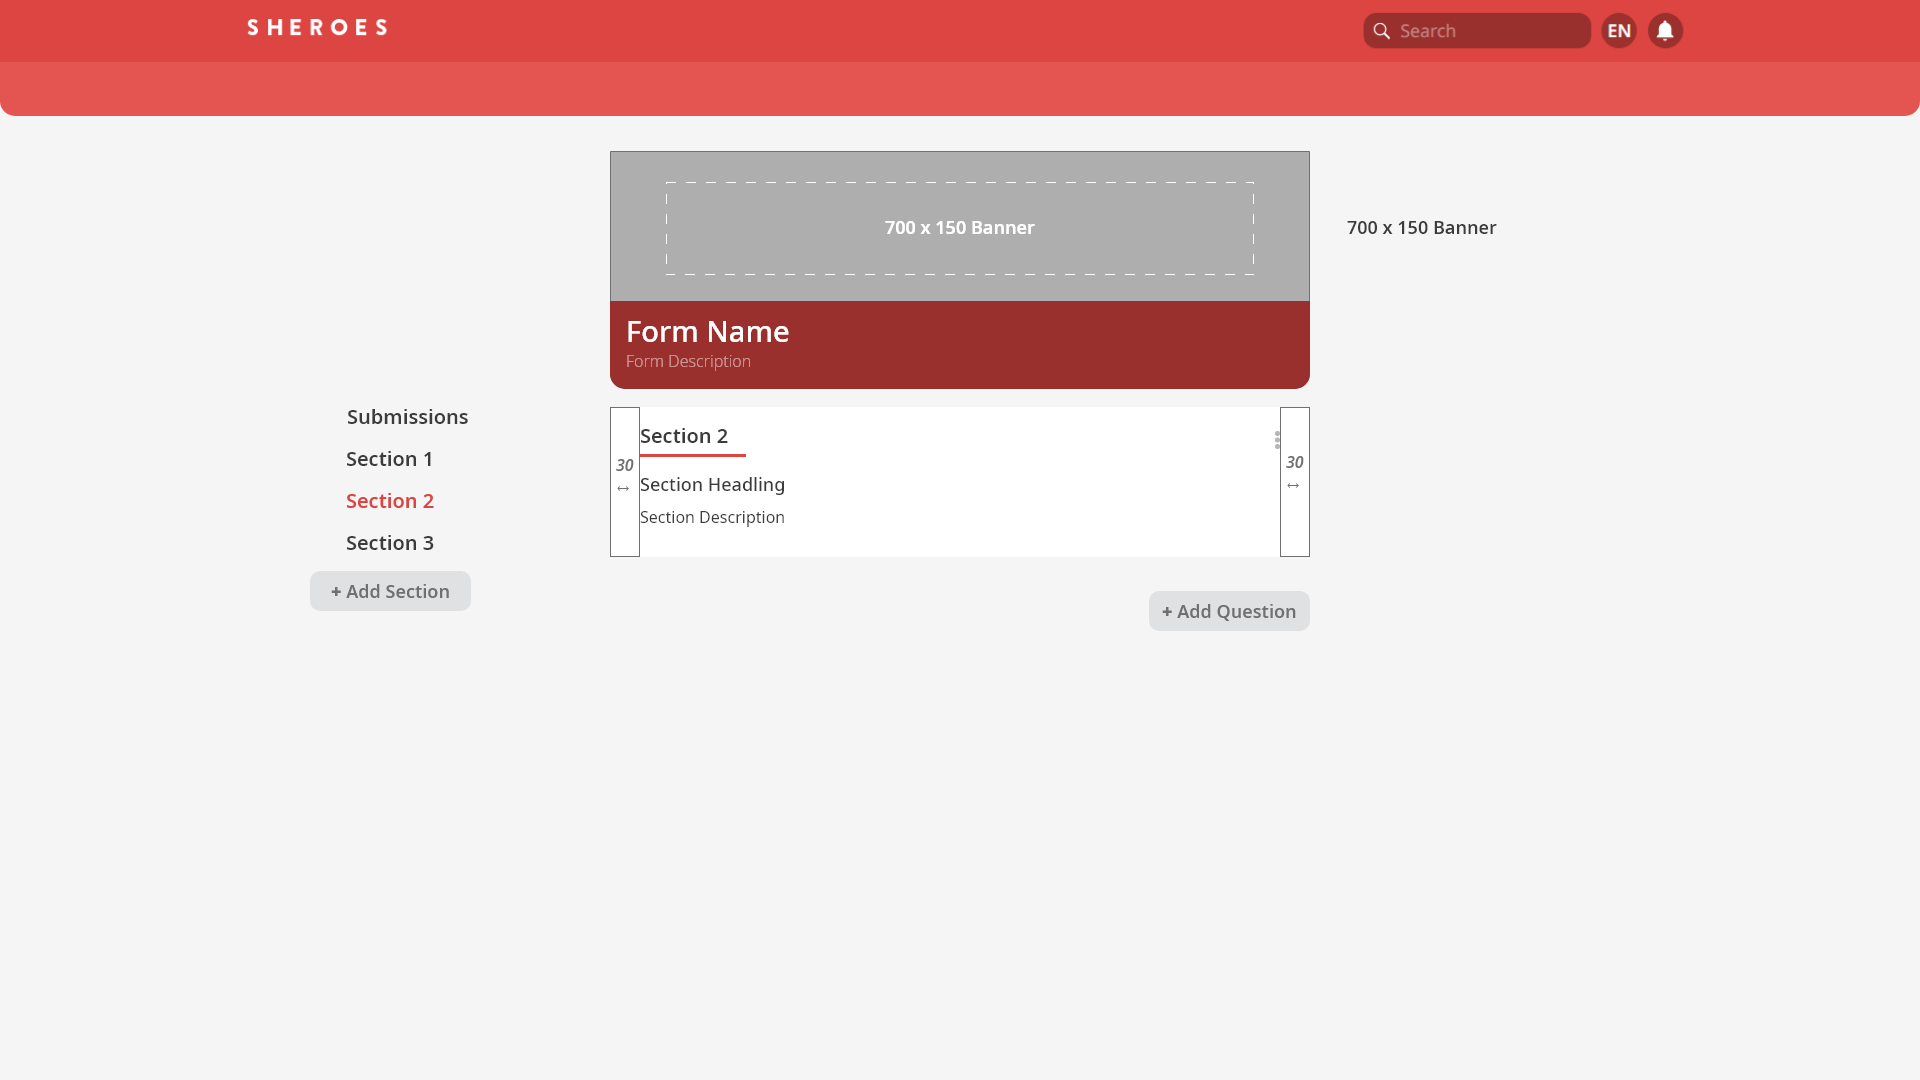 SHEROES
Search
EN
700 x 150 Banner
700 x 150 Banner
Form Name
Form Description
Submissions
Section 1
Section 2
Section 3
+ Add Section
30
Section 2
Section Headling
Section Description
30
+ Add Question